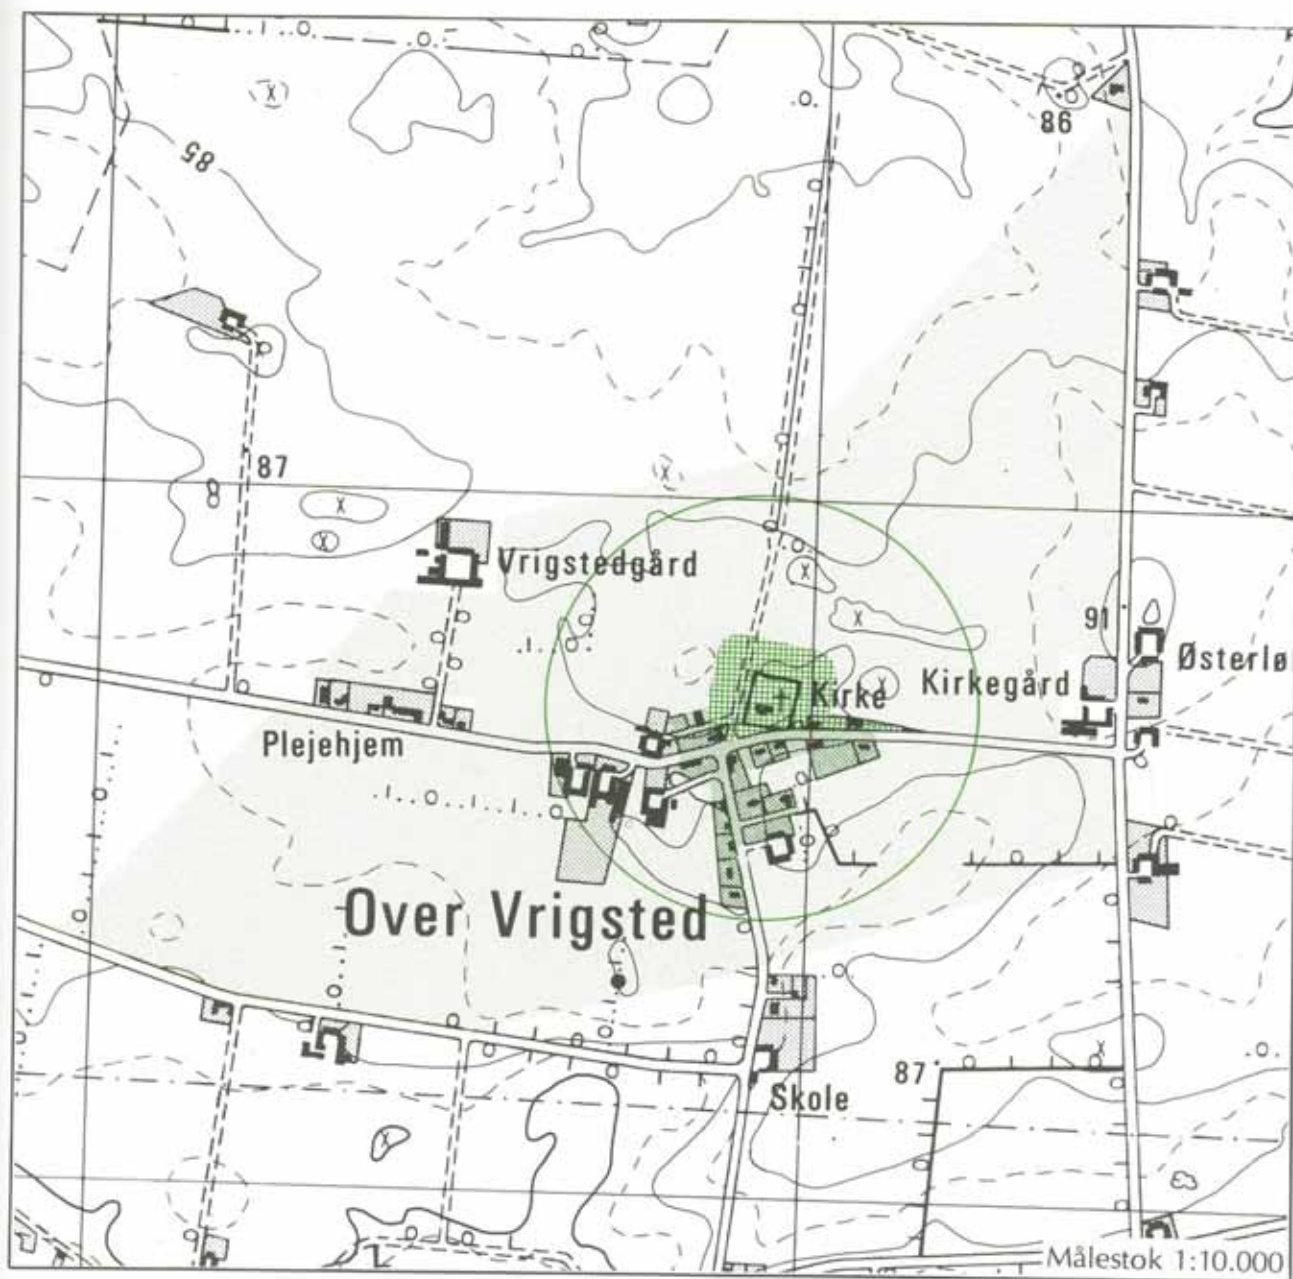 86
85
87
Vrigstedgård
91
Østerlø
Kirkegård
Kirke
Plejehjem
Over Vrigsted
87
Skole
Målestok 1:10.000